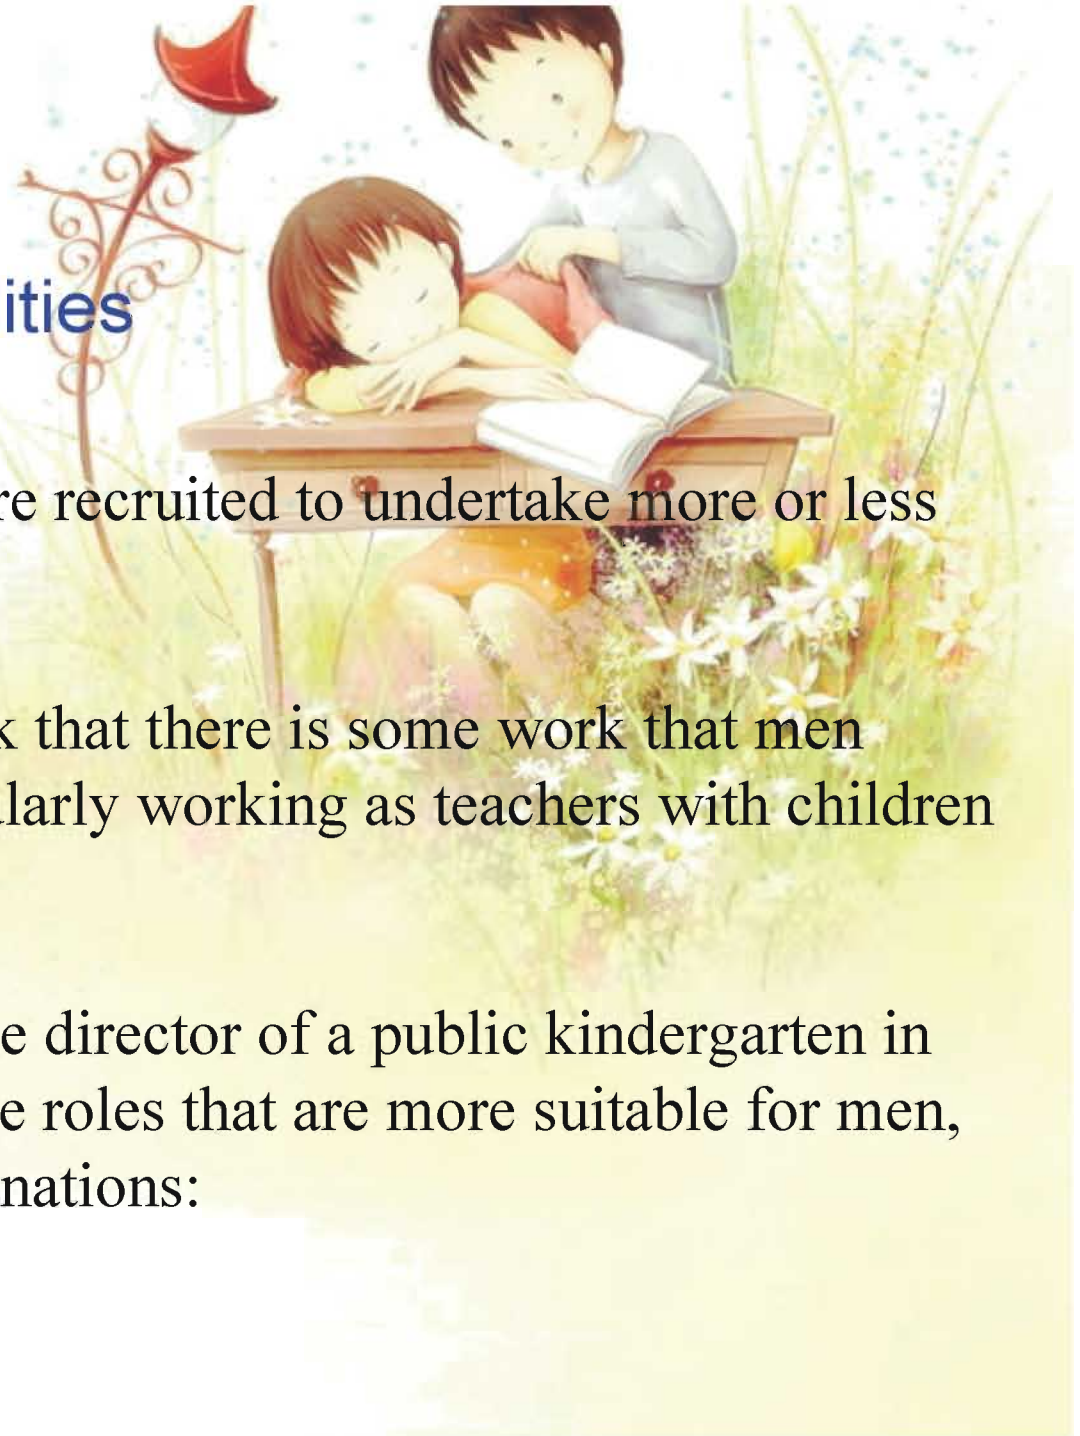 ities
re recruited to undertake more or less
k that there is some work that men
larly working as teachers with children
e director of a public kindergarten in
e roles that are more suitable for men,
nations: